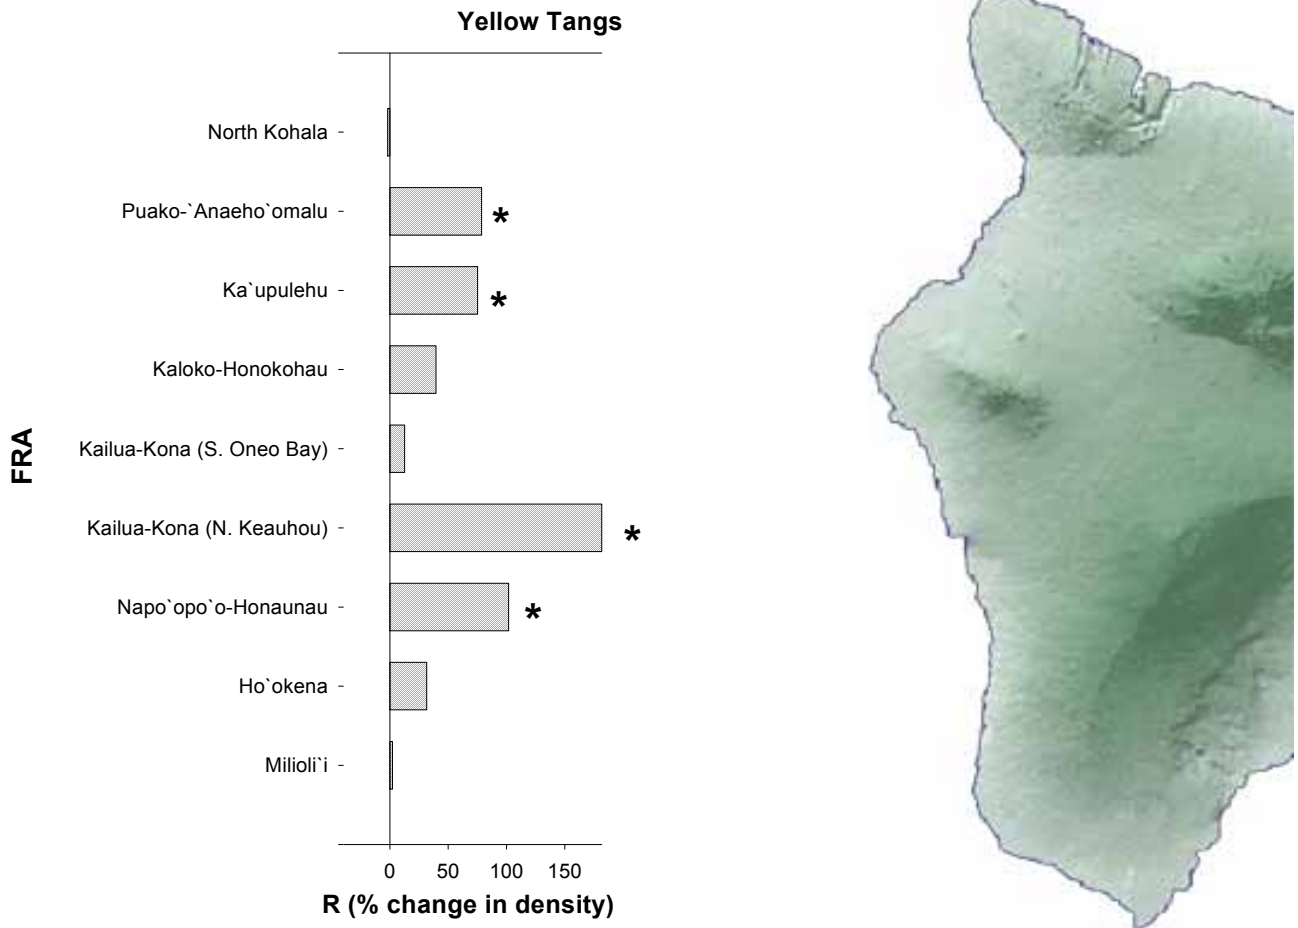 Yellow Tangs
North Kohala
Puako-`Anaeho`omalu
*
Ka`upulehu
*
Kaloko-Honokohau
Kailua-Kona (S. Oneo Bay)
FRA
Kailua-Kona (N. Keauhou)
*
Napo`opo`o-Honaunau
*
Ho`okena
Milioli`i
0 50 100 150
R (% change in density)